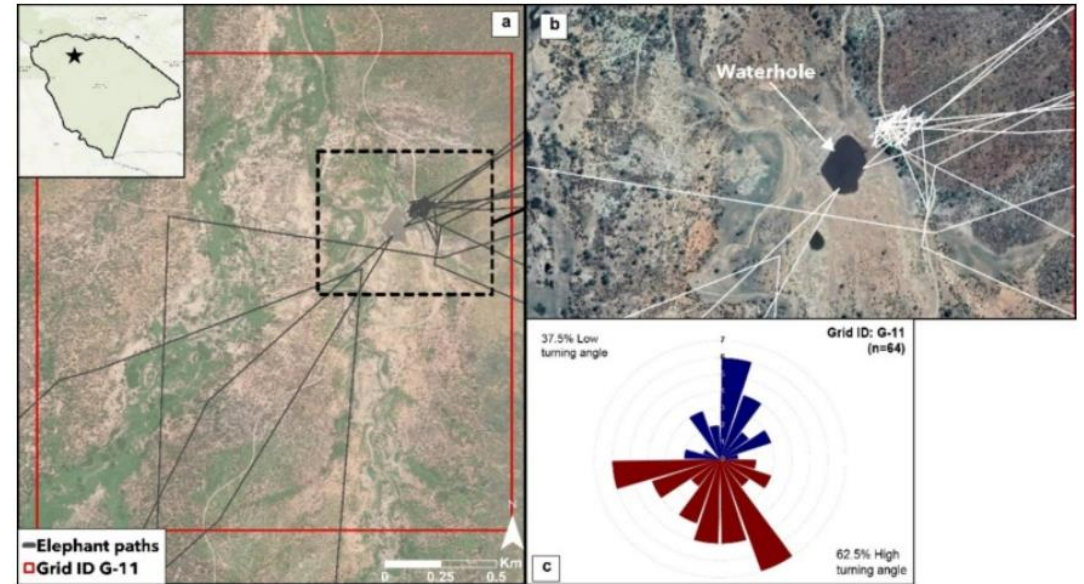 a
Elephant paths
Grid ID G-11
N
Km
0 0.25 0.5
b
Waterhole
37.5% Low
turning angle
Grid ID: G-11
(n=64)
7
62.5% High
turning angle
c